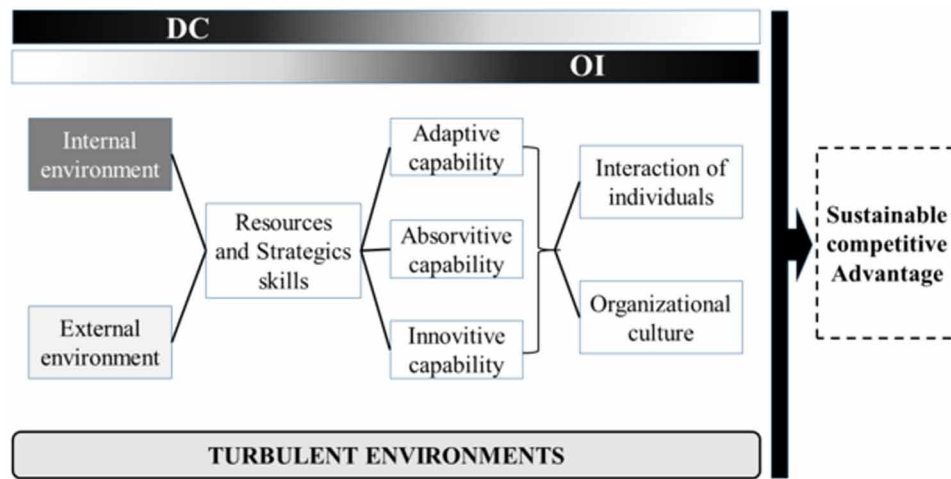 DC
OI
Internal
environment
External
environment
Resources
and Strategics
skills
Adaptive
capability
Absorvitive
capability
Innovitive
capability
Interaction of
individuals
Organizational
culture
Sustainable
competitive
Advantage
TURBULENT ENVIRONMENTS